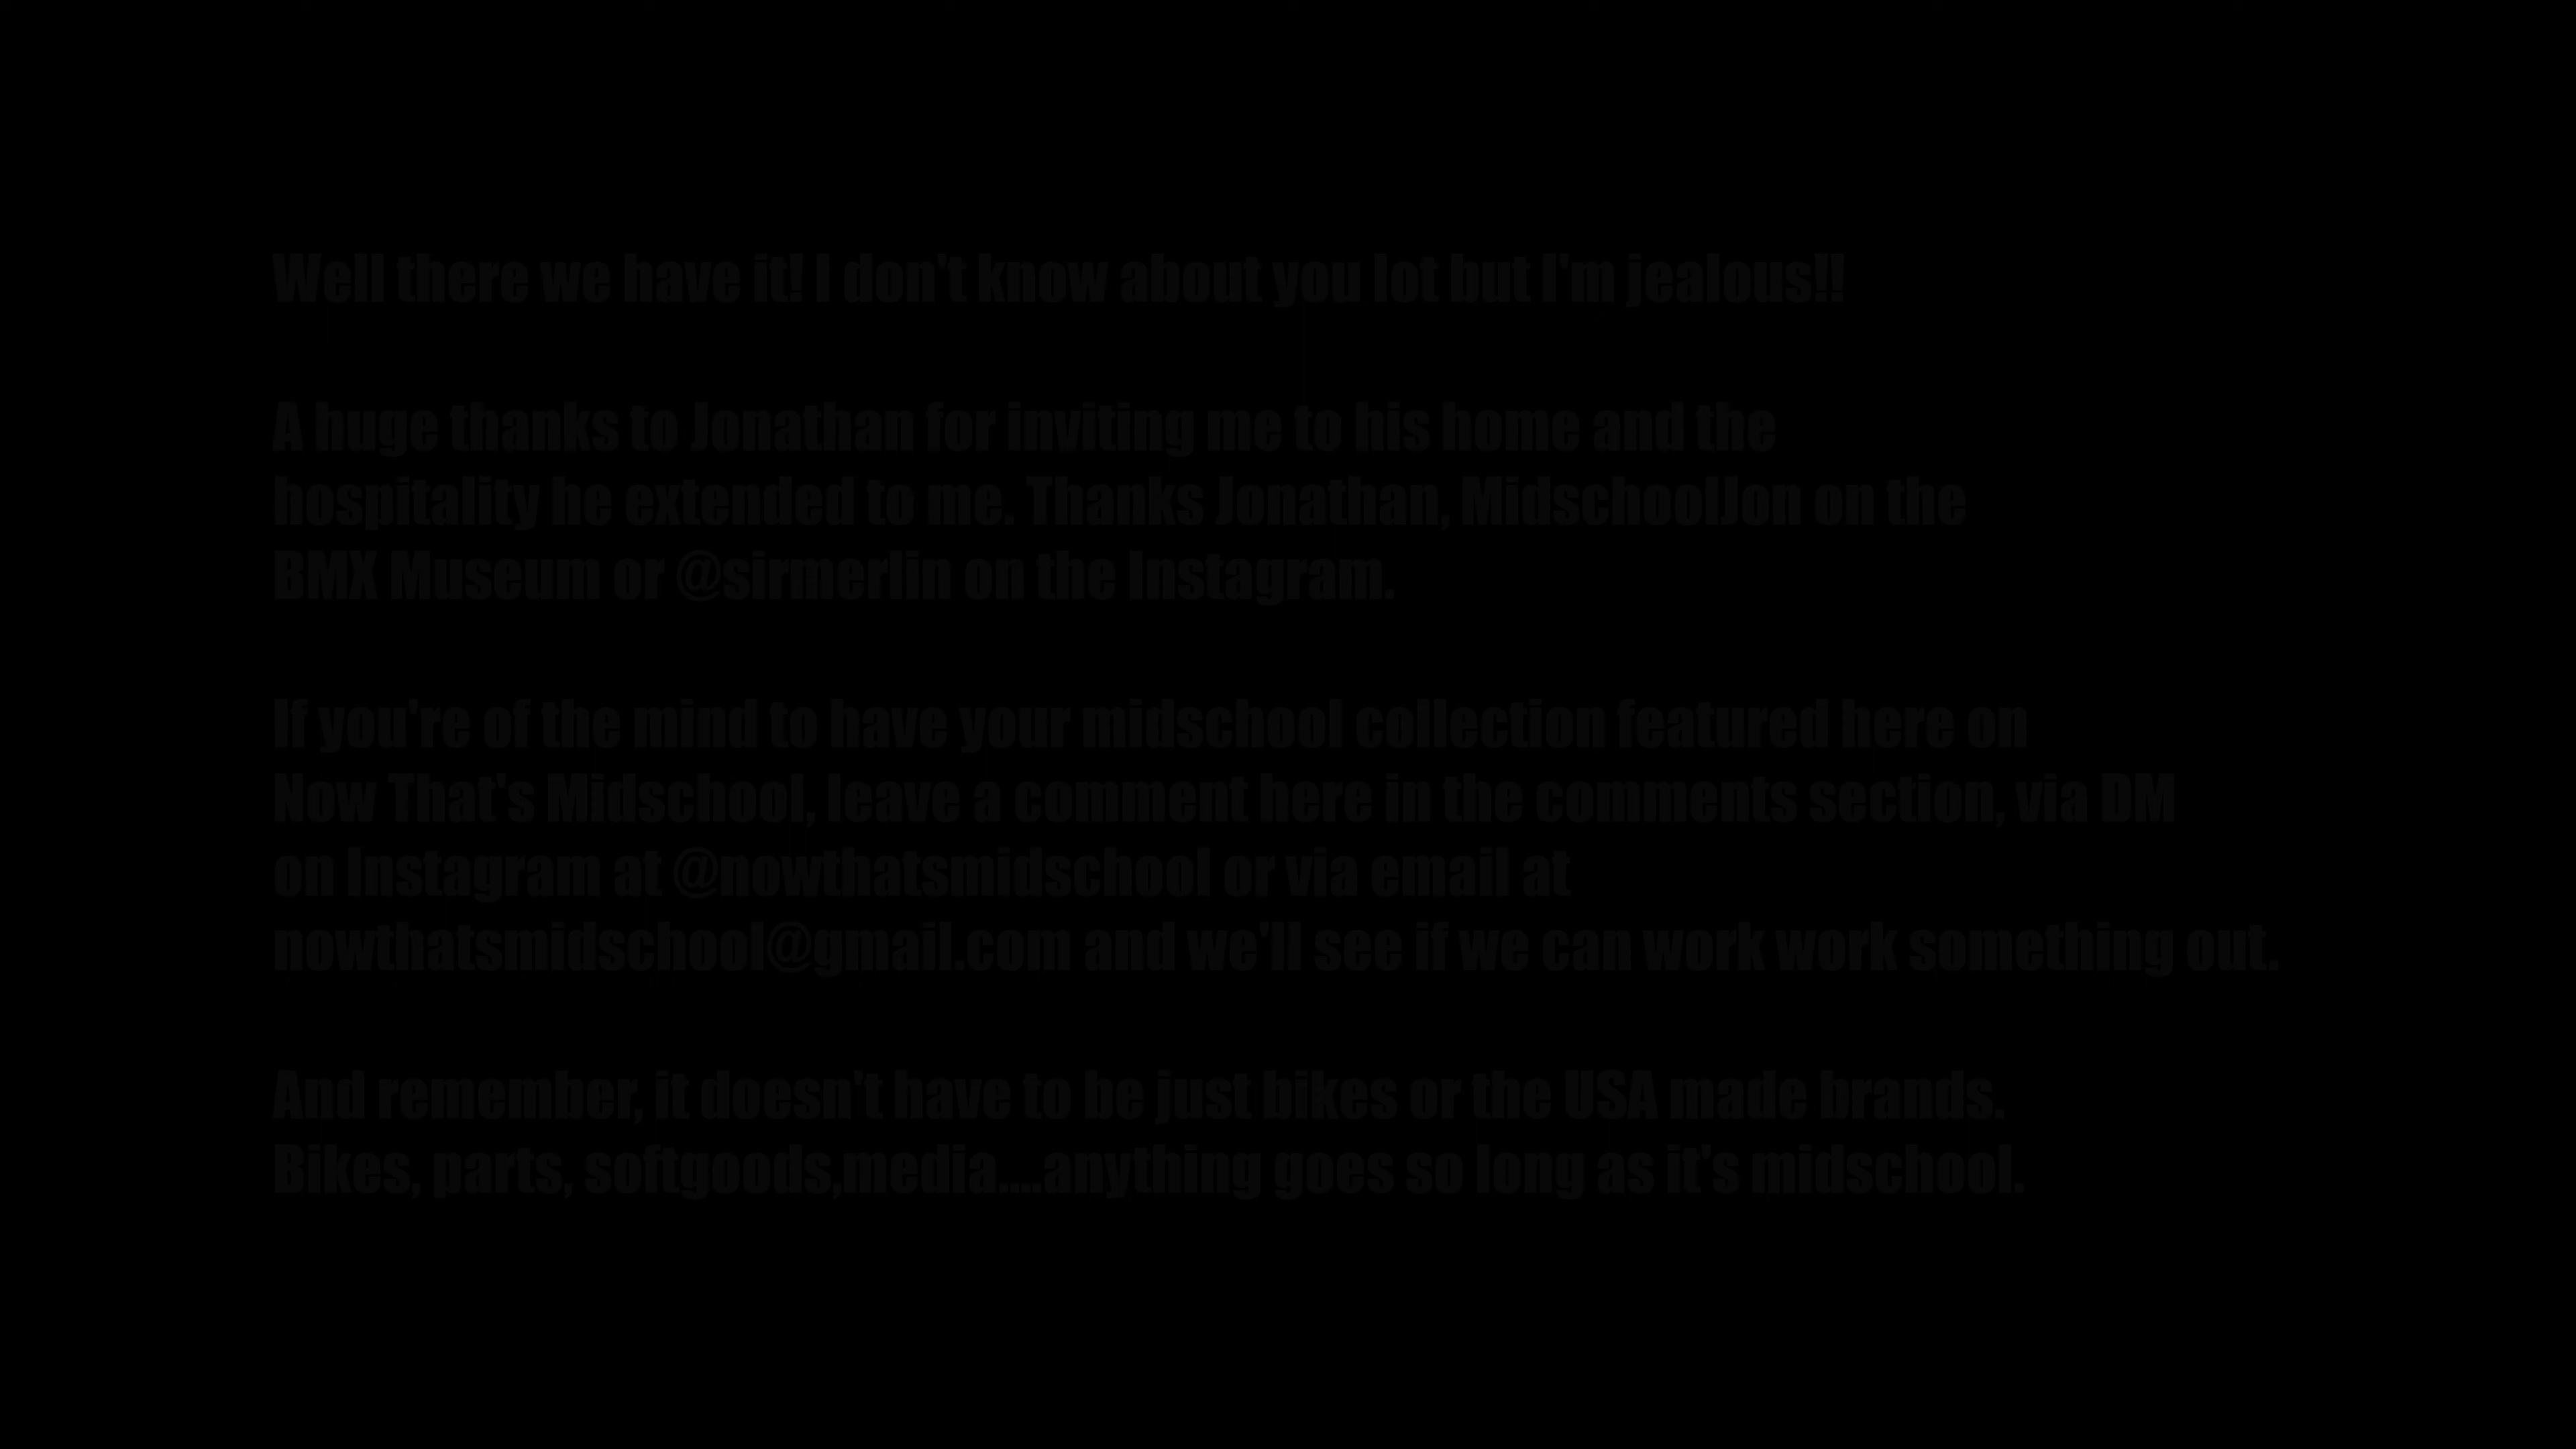 Well there we have it! I don't know about you lot but I'm jealous!!
A huge thanks to Jonathan for inviting me to his home and the
hospitality he extended to me. Thanks Jonathan, MidschoolJon on the
BMX Museum or @sirmerlin on the Instagram.
If you're of the mind to have your midschool collection featured here on
Now That's Midschool, leave a comment here in the comments section, via DM
on Instagram at @nowthatsmidschool or via email at
nowthatsmidschool@gmail.com and we'll see if we can work work something out.
And remember, it doesn't have to be just bikes or the USA made brands.
Bikes, parts, softgoods,media....anything goes so long as it's midschool.